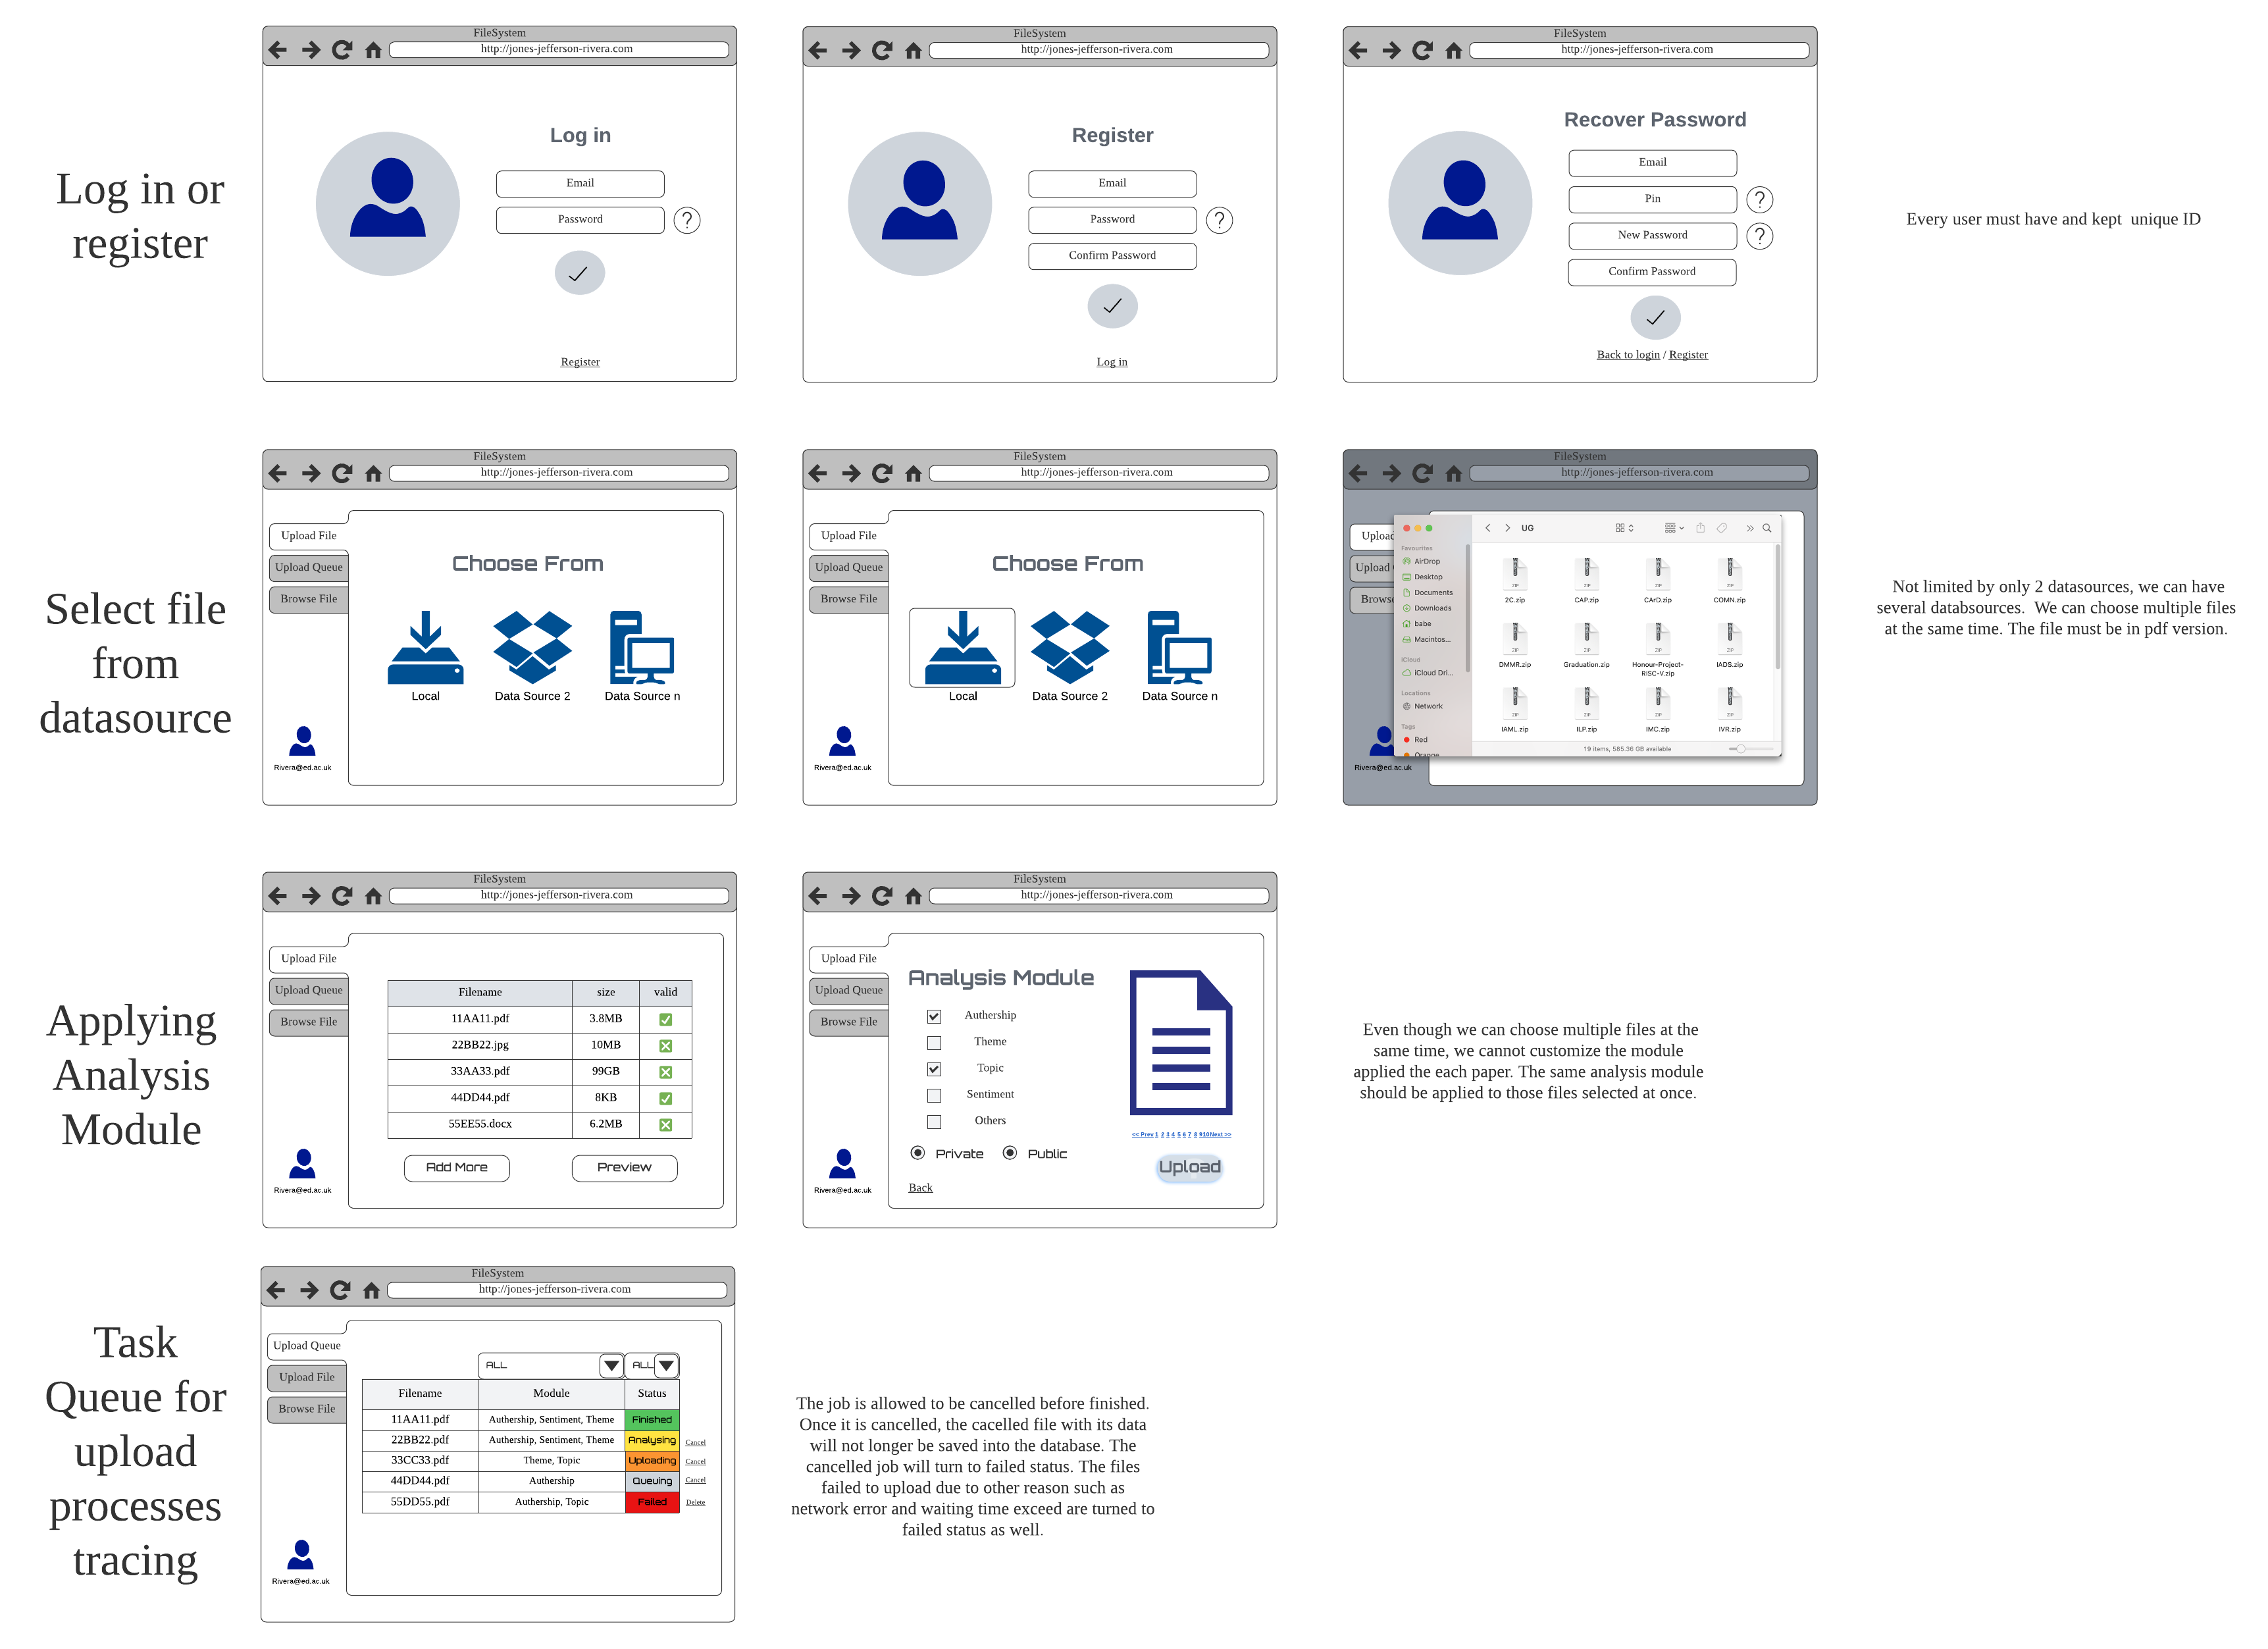 Log in or
register
FileSystem
http://jones-jefferson-rivera.com
Log in
Email
Password
?
Register
FileSystem
http://jones-jefferson-rivera.com
Register
Email
Password
?
Confirm Password
Log in
FileSystem
http://jones-jefferson-rivera.com
Recover Password
Email
Pin
?
New Password
?
Confirm Password
Back to login / Register
Every user must have and kept  unique ID
Select file
from
datasource
FileSystem
http://jones-jefferson-rivera.com
Upload File
Upload Queue
Browse File
Choose From
Local
Data Source 2
Data Source n
Rivera@ed.ac.uk
FileSystem
http://jones-jefferson-rivera.com
Upload File
Upload Queue
Browse File
Choose From
Local
Data Source 2
Data Source n
Rivera@ed.ac.uk
FileSystem
http://jones-jefferson-rivera.com
Upload
Brows
Rivera@ed.ac.uk
UG
Favourites
AirDrop
Desktop
Documents
Downloads
babe
Macintos...
iCloud
iCloud Dri...
Locations
Network
Tags
Red
Orange
ZIP ZIP ZIP ZIP
2C.zip CAP.zip CArD.zip COMN.zip
ZIP ZIP ZIP ZIP
DMMR.zip Graduation.zip Honour-Project-RISC-V.zip IADS.zip
ZIP ZIP ZIP ZIP
IAML.zip ILP.zip IMC.zip IVR.zip
19 items, 585.36 GB available
Not limited by only 2 datasources, we can have
several databsources.  We can choose multiple files
at the same time. The file must be in pdf version.
Applying
Analysis
Module
FileSystem
http://jones-jefferson-rivera.com
Upload File
Upload Queue
Browse File
Filename size valid
11AA11.pdf 3.8MB
22BB22.jpg 10MB
33AA33.pdf 99GB
44DD44.pdf 8KB
55EE55.docx 6.2MB
Add More Preview
Rivera@ed.ac.uk
FileSystem
http://jones-jefferson-rivera.com
Upload File
Upload Queue
Browse File
Analysis Module
Authership
Theme
Topic
Sentiment
Others
Private Public
Back
<< Prev 1 2 3 4 5 6 7 8 9 10 Next >>
Upload
Rivera@ed.ac.uk
Even though we can choose multiple files at the
same time, we cannot customize the module
applied the each paper. The same analysis module
should be applied to those files selected at once.
Task
Queue for
upload
processes
tracing
FileSystem
http://jones-jefferson-rivera.com
Upload Queue
Upload File
Browse File
ALL ALL
Filename Module Status
11AA11.pdf Authership, Sentiment, Theme Finished
22BB22.pdf Authership, Sentiment, Theme Analysing Cancel
33CC33.pdf Theme, Topic Uploading Cancel
44DD44.pdf Authership Queuing Cancel
55DD55.pdf Authership, Topic Failed Delete
Rivera@ed.ac.uk
The job is allowed to be cancelled before finished.
Once it is cancelled, the cacelled file with its data
will not longer be saved into the database. The
cancelled job will turn to failed status. The files
failed to upload due to other reason such as
network error and waiting time exceed are turned to
failed status as well.